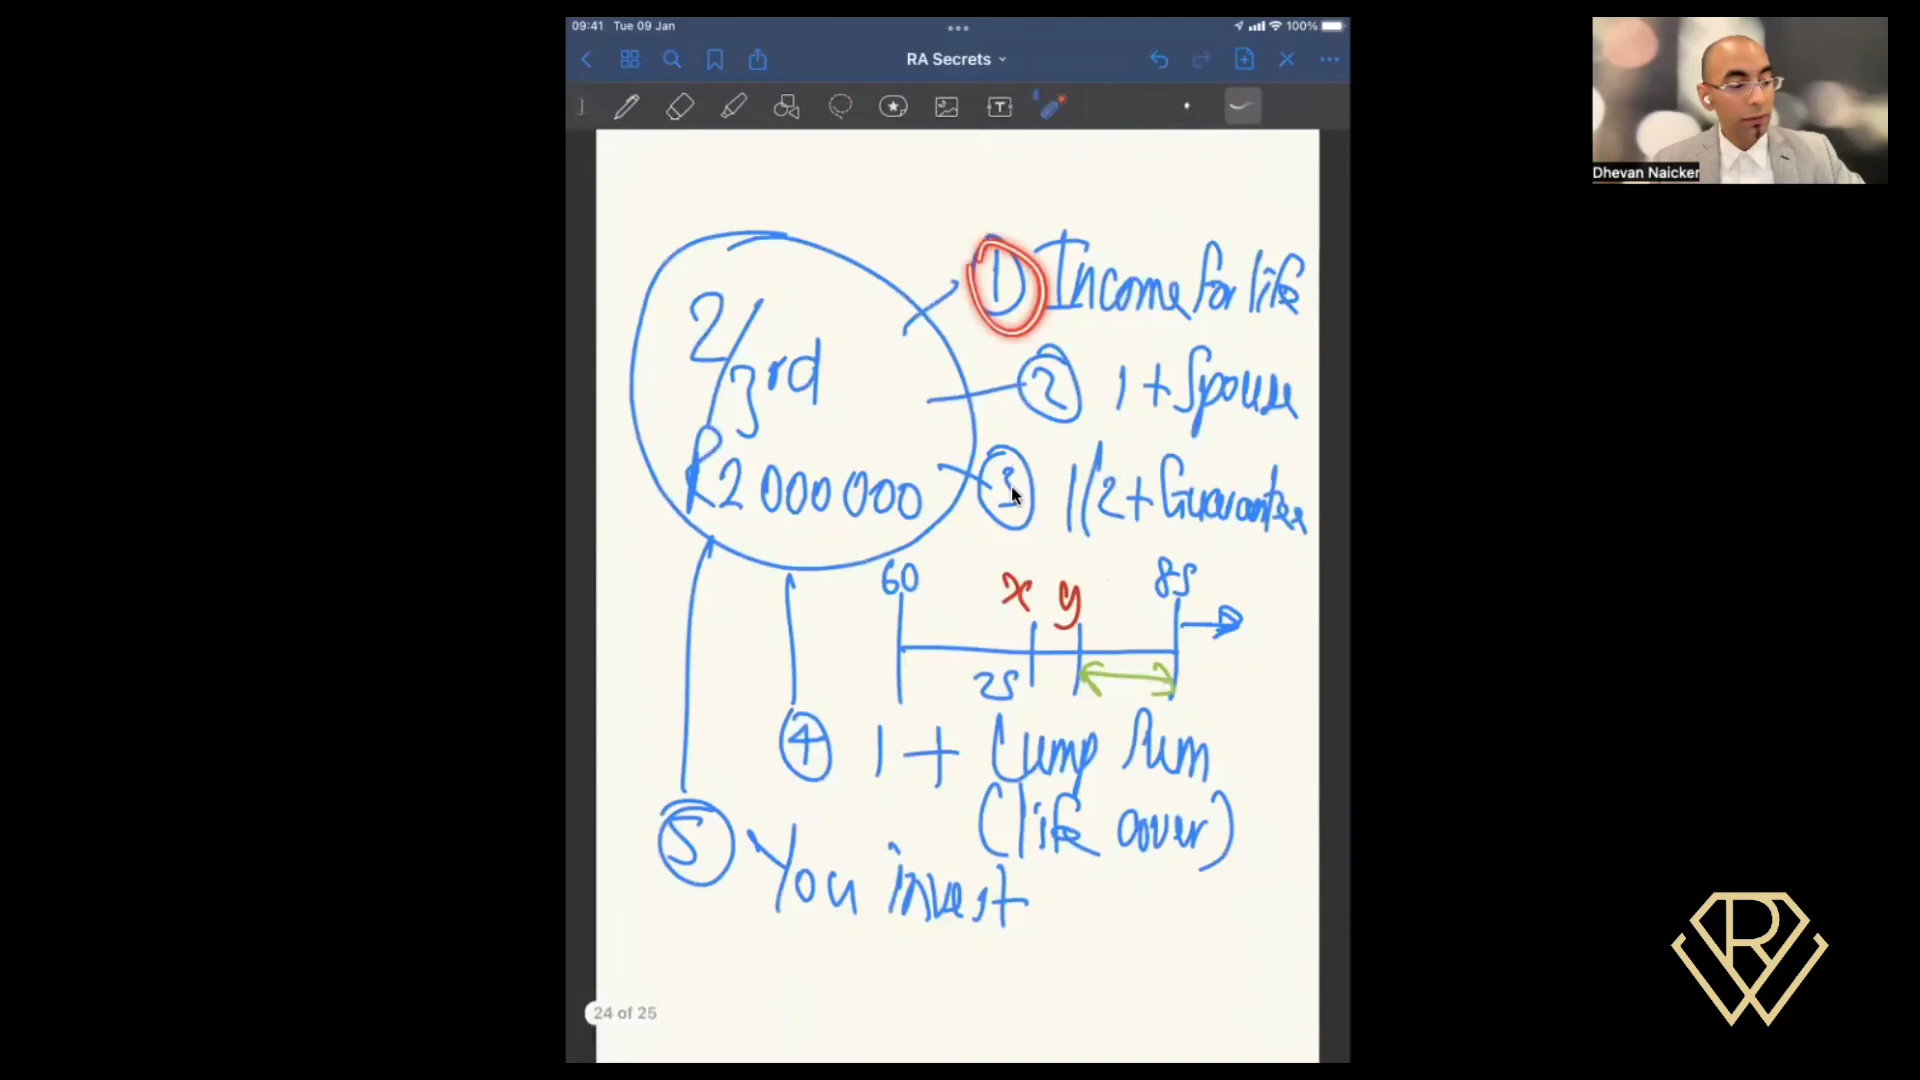 09:41 Tue 09 Jan
100%
RA Secrets
T
Dhevan Naicker
① Income for life
2/3rd
② 1 + Spouse
R2 000 000
③ 1/2 + Guarantee
60 x y 85
25
④ 1 + Lump Sum
(life cover)
⑤ You invest
24 of 25